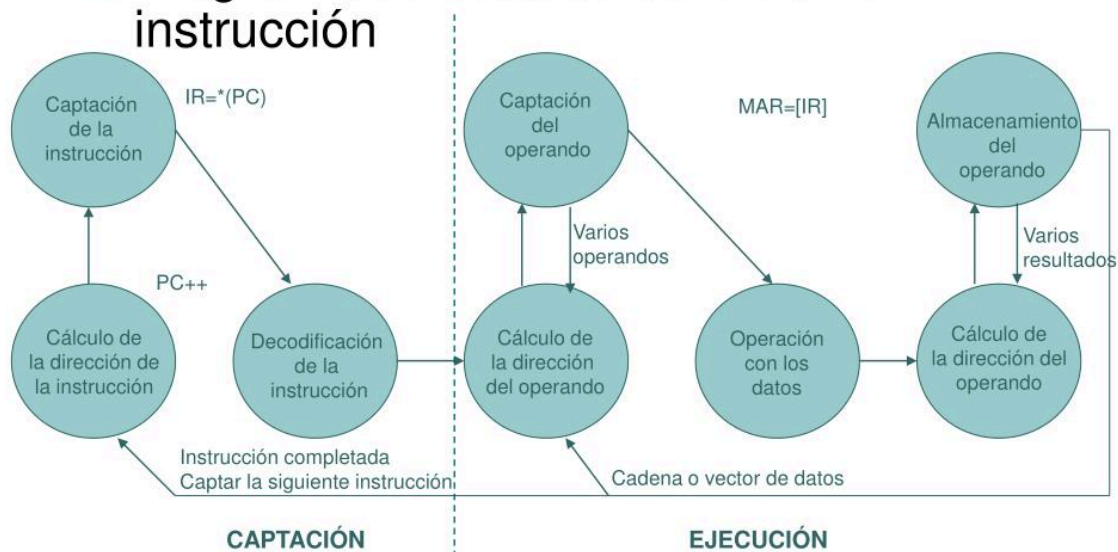 instrucción
Captación
de la
instrucción
IR=*(PC)
Captación
del
operando
MAR=[IR]
Almacenamiento
del
operando
Varios
operandos
Varios
resultados
PC++
Cálculo de
la dirección de
la instrucción
Decodificación
de la
instrucción
Cálculo de
la dirección
del operando
Operación
con los
datos
Cálculo de
la dirección del
operando
Instrucción completada
Captar la siguiente instrucción
Cadena o vector de datos
CAPTACIÓN
EJECUCIÓN